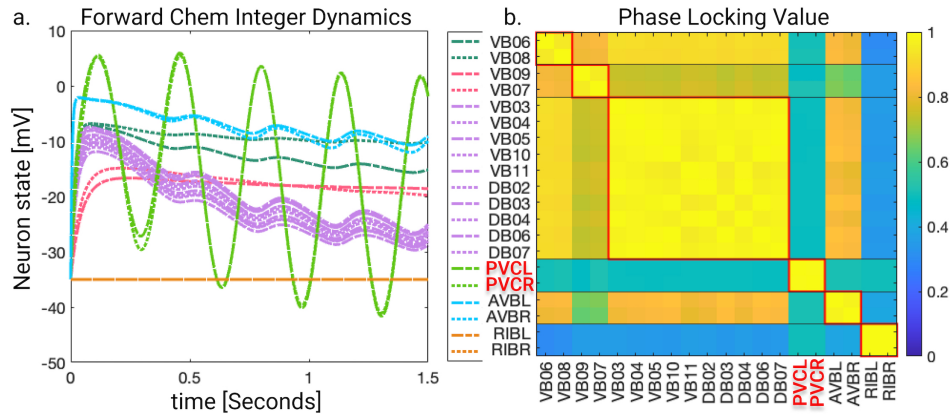 a.
Forward Chem Integer Dynamics
Neuron state [mV]
10
0
-10
-20
-30
-40
-50
0
0.5
1
1.5
time [Seconds]
VB06
VB08
VB09
VB07
VB03
VB04
VB05
VB10
VB11
DB02
DB03
DB04
DB06
DB07
PVCL
PVCR
AVBL
AVBR
RIBL
RIBR
b.
Phase Locking Value
1
0.8
0.6
0.4
0.2
0
VB06
VB08
VB09
VB07
VB03
VB04
VB05
VB10
VB11
DB02
DB03
DB04
DB06
DB07
PVCL
PVCR
AVBL
AVBR
RIBL
RIBR